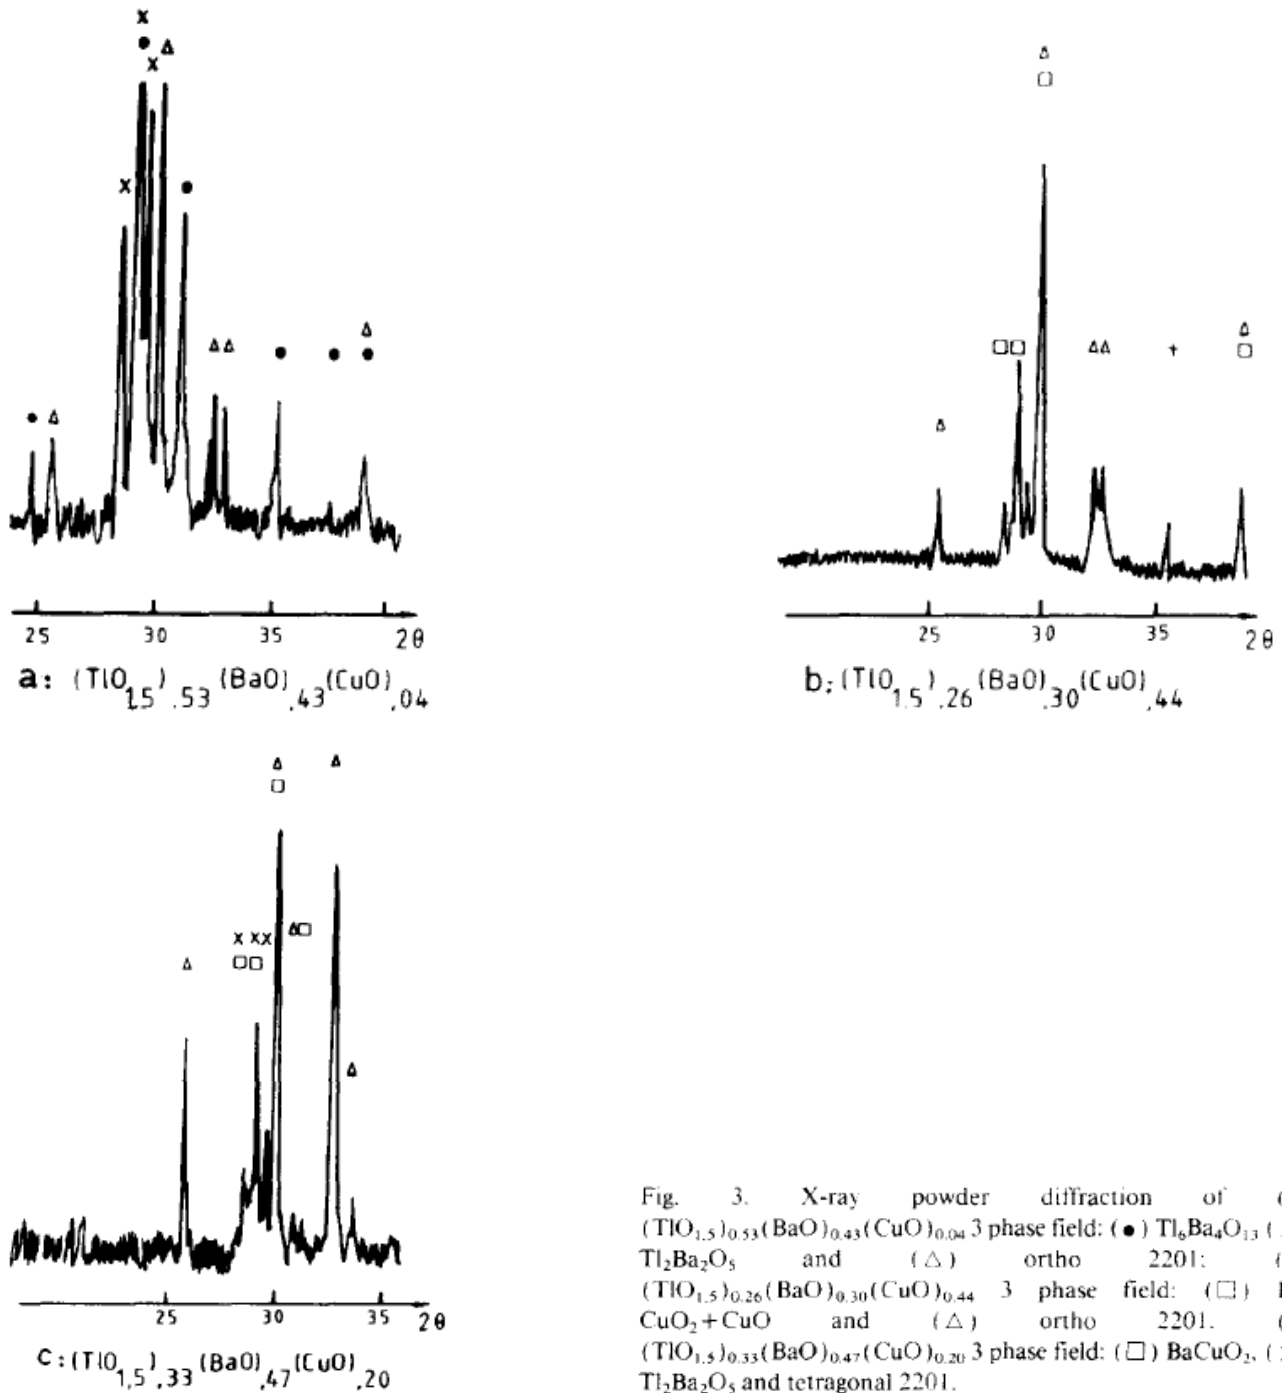 x
● Δ
x
x ●
Δ
Δ Δ ● ● ●
● Δ
25 30 35 2θ
a: (TlO1,5).53(BaO),43(CuO),04
Δ
□
Δ
□ □ Δ Δ † □
Δ
25 30 35 2θ
b: (TlO1.5).26(BaO).30(CuO),44
Δ Δ
□
x x x Δ □
Δ □ □
Δ
25 30 35 2θ
c: (TlO1,5),33(BaO),47(CuO),20
Fig. 3. X-ray powder diffraction of
(TlO1.5)0.53(BaO)0.43(CuO)0.04 3 phase field: (●) Tl6Ba4O13 (
Tl2Ba2O5 and (△) ortho 2201: (
(TlO1.5)0.26(BaO)0.30(CuO)0.44 3 phase field: (□)
CuO2+CuO and (△) ortho 2201. (
(TlO1.5)0.33(BaO)0.47(CuO)0.20 3 phase field: (□) BaCuO2, (
Tl2Ba2O5 and tetragonal 2201.